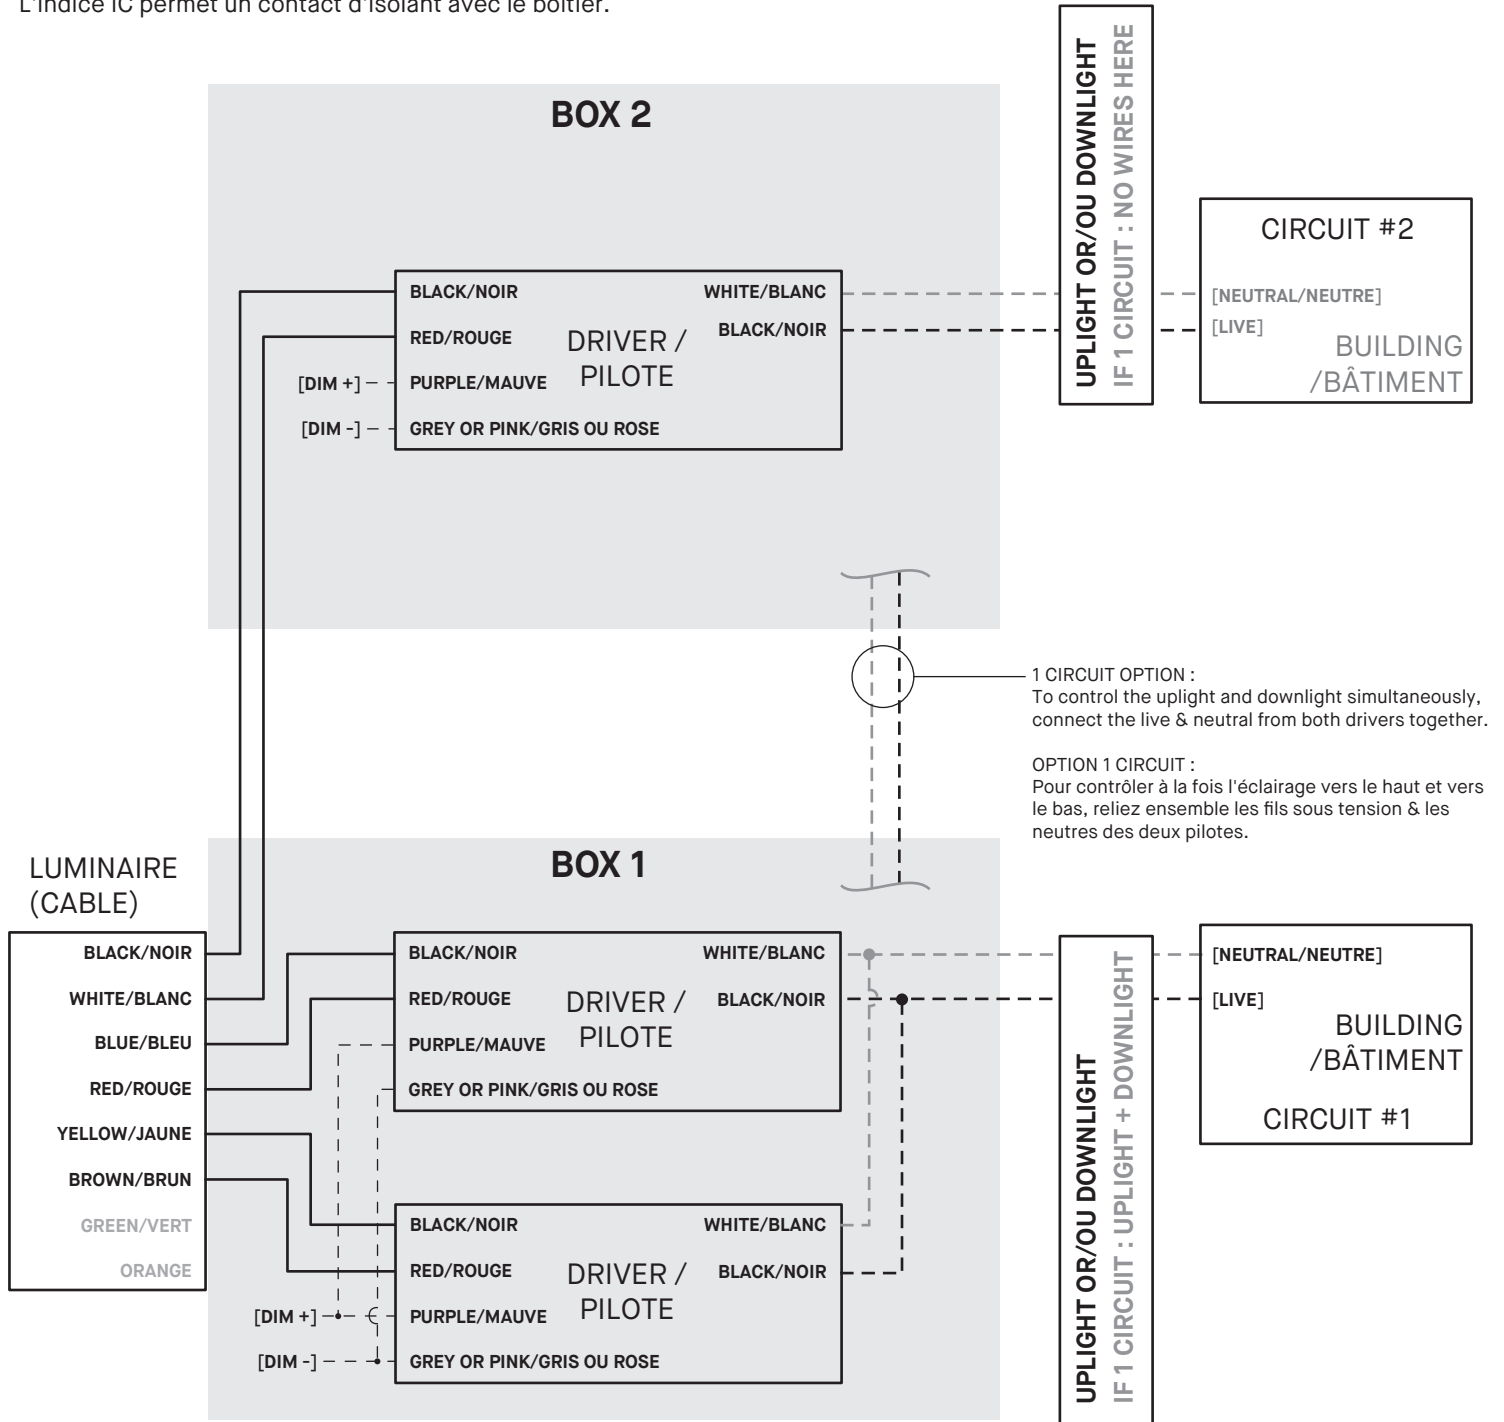 L'indice IC permet un contact d'isolant avec le boîtier.
BOX 2
BLACK/NOIR
RED/ROUGE
PURPLE/MAUVE
GREY OR PINK/GRIS OU ROSE
DRIVER /
PILOTE
WHITE/BLANC
BLACK/NOIR
[DIM +]
[DIM -]
UPLIGHT OR/OU DOWNLIGHT
IF 1 CIRCUIT : NO WIRES HERE
CIRCUIT #2
[NEUTRAL/NEUTRE]
[LIVE]
BUILDING
/BÂTIMENT
1 CIRCUIT OPTION :
To control the uplight and downlight simultaneously,
connect the live & neutral from both drivers together.
OPTION 1 CIRCUIT :
Pour contrôler à la fois l'éclairage vers le haut et vers
le bas, reliez ensemble les fils sous tension & les
neutres des deux pilotes.
BOX 1
LUMINAIRE
(CABLE)
BLACK/NOIR
WHITE/BLANC
BLUE/BLEU
RED/ROUGE
YELLOW/JAUNE
BROWN/BRUN
GREEN/VERT
ORANGE
BLACK/NOIR
RED/ROUGE
PURPLE/MAUVE
GREY OR PINK/GRIS OU ROSE
DRIVER /
PILOTE
WHITE/BLANC
BLACK/NOIR
BLACK/NOIR
RED/ROUGE
PURPLE/MAUVE
GREY OR PINK/GRIS OU ROSE
DRIVER /
PILOTE
WHITE/BLANC
BLACK/NOIR
[DIM +]
[DIM -]
UPLIGHT OR/OU DOWNLIGHT
IF 1 CIRCUIT : UPLIGHT + DOWNLIGHT
[NEUTRAL/NEUTRE]
[LIVE]
BUILDING
/BÂTIMENT
CIRCUIT #1